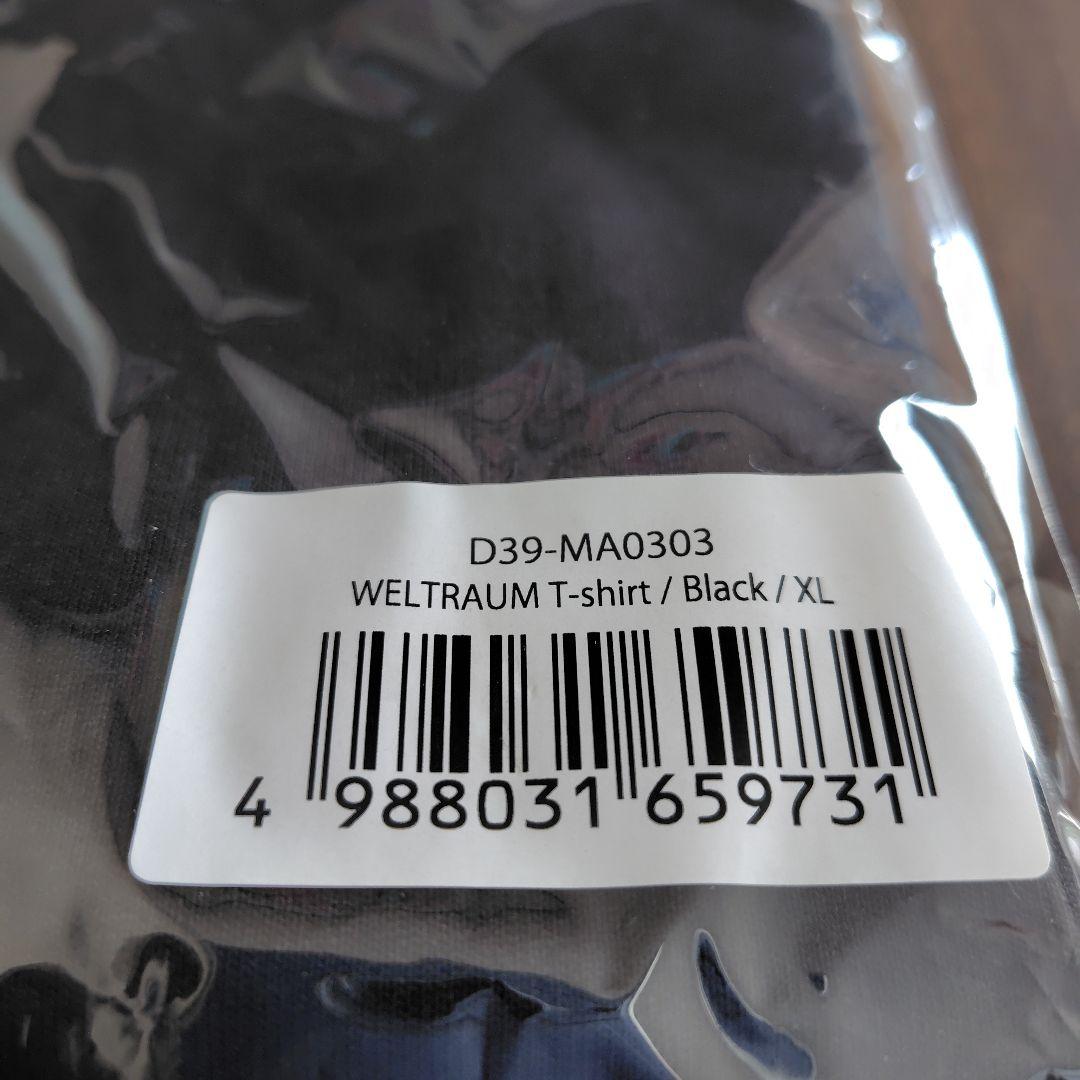 D39-MA0303
WELTRAUM T-shirt / Black / XL
4 988031 659731